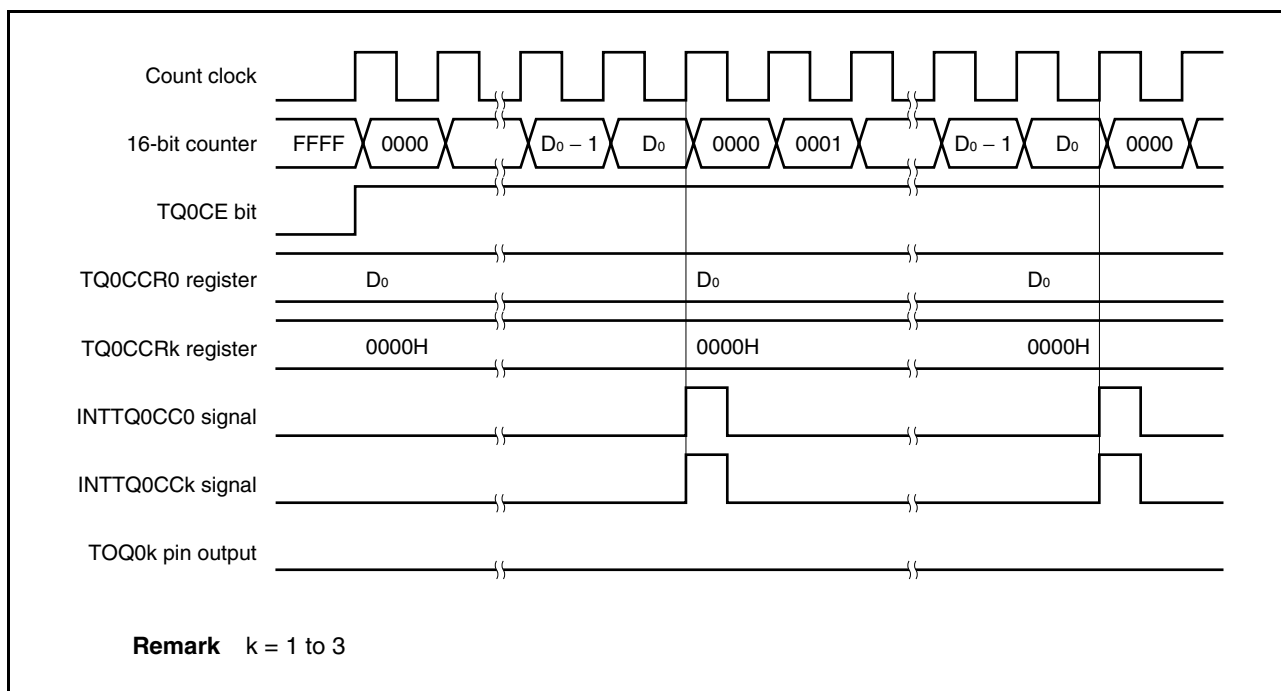 Count clock
16-bit counter FFFF 0000 D₀ – 1 D₀ 0000 0001 D₀ – 1 D₀ 0000
TQ0CE bit
TQ0CCR0 register D₀ D₀ D₀
TQ0CCRk register 0000H 0000H 0000H
INTTQ0CC0 signal
INTTQ0CCk signal
TOQ0k pin output
Remark k = 1 to 3